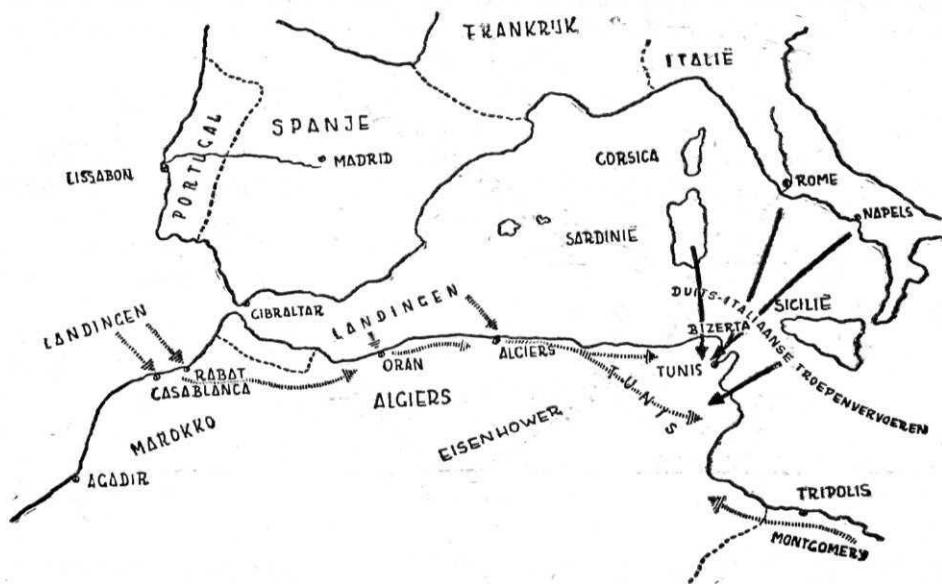 FRANKRIJK
ITALIË
SPANJE
PORTUGAL
LISSABON
MADRID
CORSICA
ROME
NAPELS
SARDINIË
GIBRALTAR
LANDINGEN
LANDINGEN
DUITS-ITALIAANSE TROEPENVERVOEREN
SICILIË
BIZERTA
RABAT
CASABLANCA
ORAN
ALGIERS
TUNIS
TUNIS
ALGIERS
MAROKKO
EISENHOWER
AGADIR
TRIPOLIS
MONTGOMERY